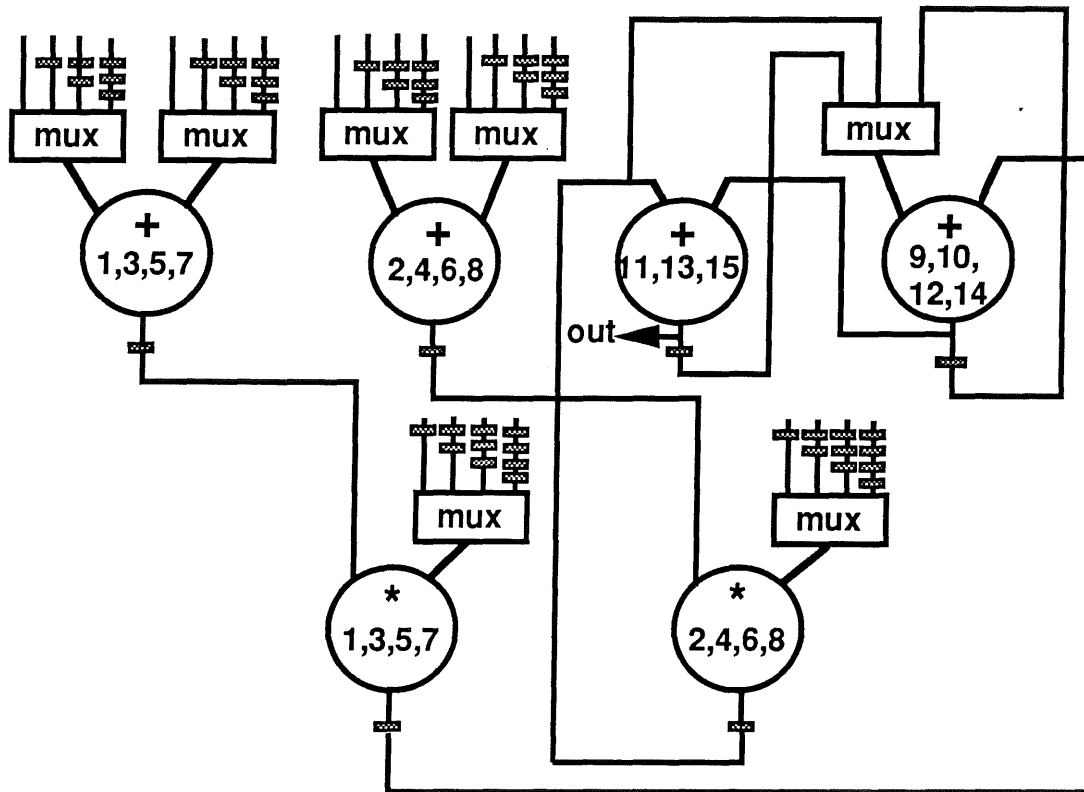 mux
mux
mux
mux
mux
+
1,3,5,7
+
2,4,6,8
+
11,13,15
+
9,10,
12,14
out
mux
mux
*
1,3,5,7
*
2,4,6,8